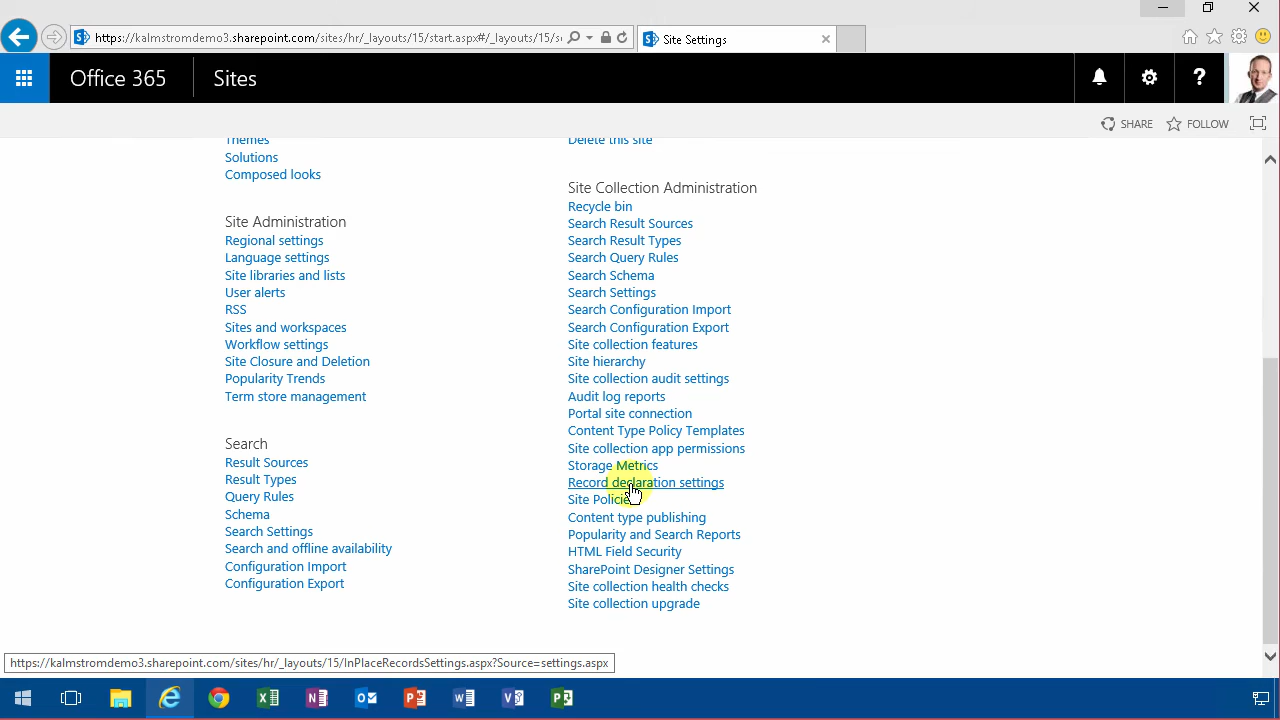 https://kalmstromdemo3.sharepoint.com/sites/hr/_layouts/15/start.aspx#/_layouts/15/s
Site Settings
Office 365
Sites
?
SHARE
FOLLOW
Themes
Solutions
Composed looks
Site Administration
Regional settings
Language settings
Site libraries and lists
User alerts
RSS
Sites and workspaces
Workflow settings
Site Closure and Deletion
Popularity Trends
Term store management
Search
Result Sources
Result Types
Query Rules
Schema
Search Settings
Search and offline availability
Configuration Import
Configuration Export
Delete this site
Site Collection Administration
Recycle bin
Search Result Sources
Search Result Types
Search Query Rules
Search Schema
Search Settings
Search Configuration Import
Search Configuration Export
Site collection features
Site hierarchy
Site collection audit settings
Audit log reports
Portal site connection
Content Type Policy Templates
Site collection app permissions
Storage Metrics
Record declaration settings
Site Policies
Content type publishing
Popularity and Search Reports
HTML Field Security
SharePoint Designer Settings
Site collection health checks
Site collection upgrade
https://kalmstromdemo3.sharepoint.com/sites/hr/_layouts/15/InPlaceRecordsSettings.aspx?Source=settings.aspx